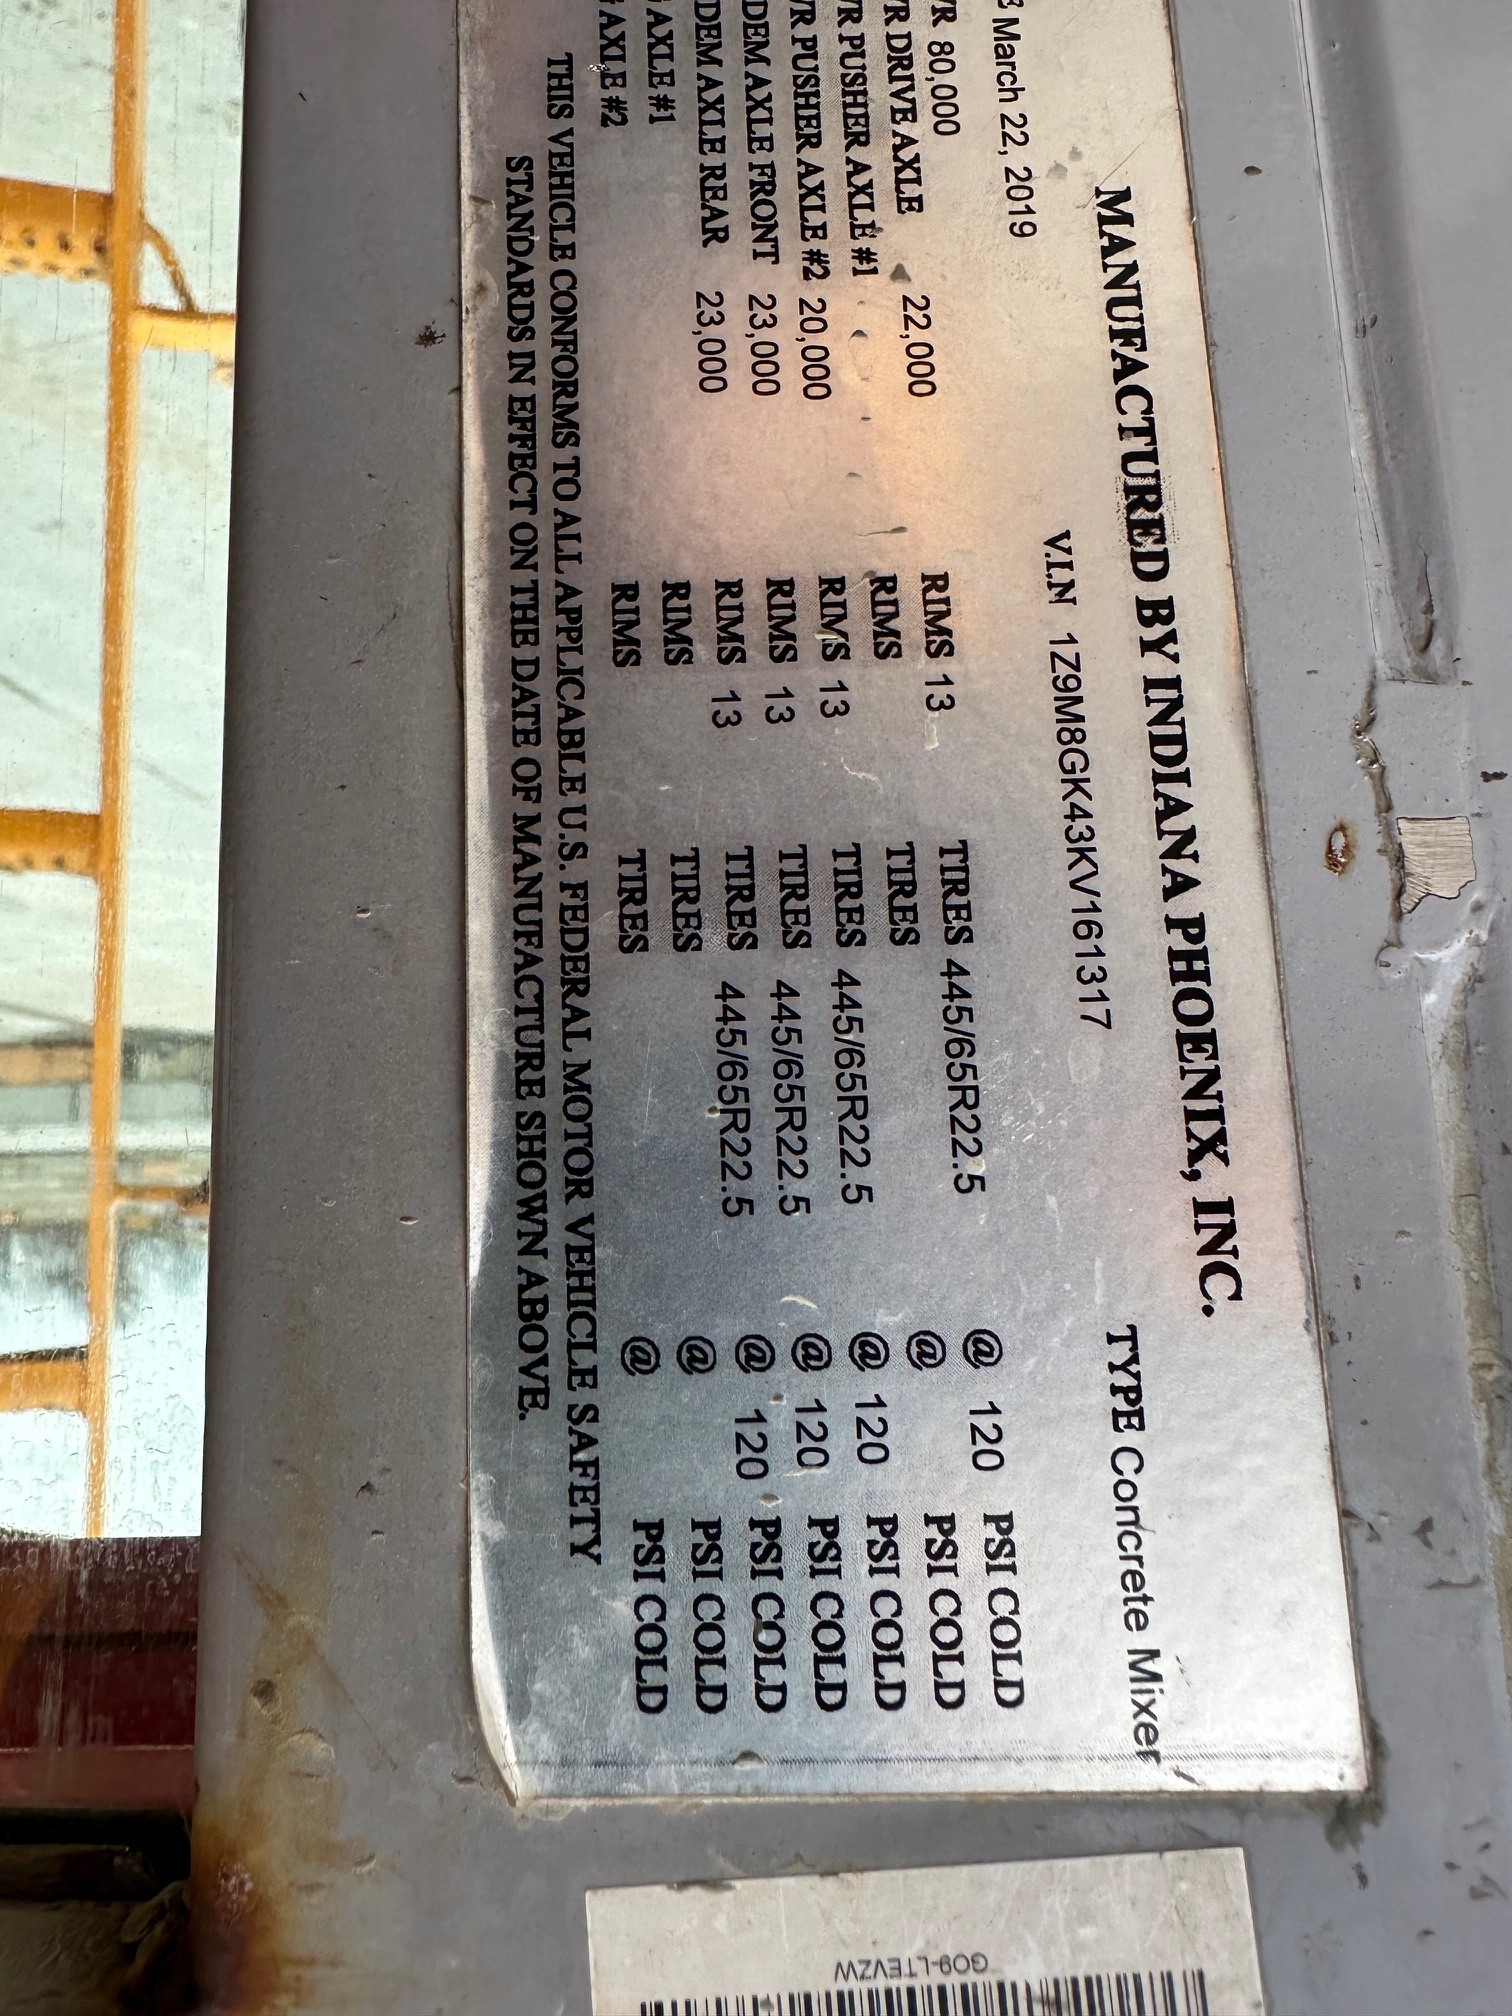 MANUFACTURED BY INDIANA PHOENIX, INC.
March 22, 2019 V.I.N 1Z9M8GK43KV161317 TYPE Concrete Mixer
VR 80,000
VR DRIVE AXLE 22,000 RIMS 13 TIRES 445/65R22.5 @ 120 PSI COLD
VR PUSHER AXLE #1 RIMS TIRES @ PSI COLD
VR PUSHER AXLE #2 20,000 RIMS 13 TIRES 445/65R22.5 @ 120 PSI COLD
DEM AXLE FRONT 23,000 RIMS 13 TIRES 445/65R22.5 @ 120 PSI COLD
DEM AXLE REAR 23,000 RIMS 13 TIRES 445/65R22.5 @ 120 PSI COLD
AXLE #1 RIMS TIRES @ PSI COLD
AXLE #2 RIMS TIRES @ PSI COLD
THIS VEHICLE CONFORMS TO ALL APPLICABLE U.S. FEDERAL MOTOR VEHICLE SAFETY
STANDARDS IN EFFECT ON THE DATE OF MANUFACTURE SHOWN ABOVE.
GO9-LTEVZW